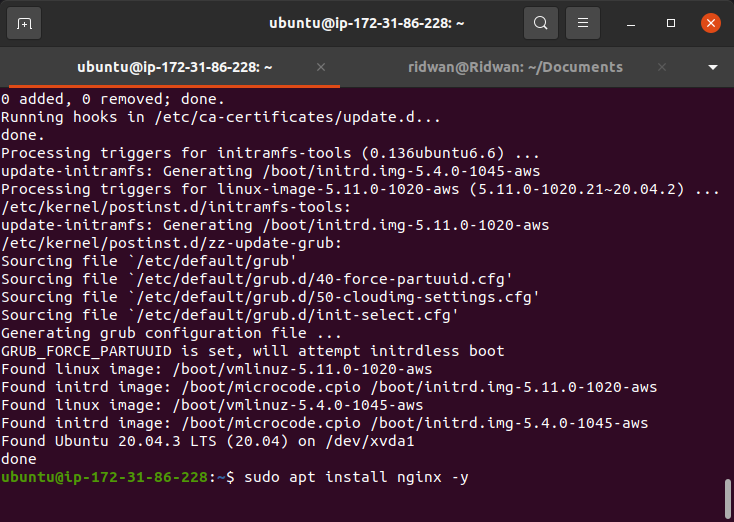 ubuntu@ip-172-31-86-228: ~
ubuntu@ip-172-31-86-228: ~
ridwan@Ridwan: ~/Documents
0 added, 0 removed; done.
Running hooks in /etc/ca-certificates/update.d...
done.
Processing triggers for initramfs-tools (0.136ubuntu6.6) ...
update-initramfs: Generating /boot/initrd.img-5.4.0-1045-aws
Processing triggers for linux-image-5.11.0-1020-aws (5.11.0-1020.21~20.04.2) ...
/etc/kernel/postinst.d/initramfs-tools:
update-initramfs: Generating /boot/initrd.img-5.11.0-1020-aws
/etc/kernel/postinst.d/zz-update-grub:
Sourcing file `/etc/default/grub'
Sourcing file `/etc/default/grub.d/40-force-partuuid.cfg'
Sourcing file `/etc/default/grub.d/50-cloudimg-settings.cfg'
Sourcing file `/etc/default/grub.d/init-select.cfg'
Generating grub configuration file ...
GRUB_FORCE_PARTUUID is set, will attempt initrdless boot
Found linux image: /boot/vmlinuz-5.11.0-1020-aws
Found initrd image: /boot/microcode.cpio /boot/initrd.img-5.11.0-1020-aws
Found linux image: /boot/vmlinuz-5.4.0-1045-aws
Found initrd image: /boot/microcode.cpio /boot/initrd.img-5.4.0-1045-aws
Found Ubuntu 20.04.3 LTS (20.04) on /dev/xvda1
done
ubuntu@ip-172-31-86-228:~$ sudo apt install nginx -y